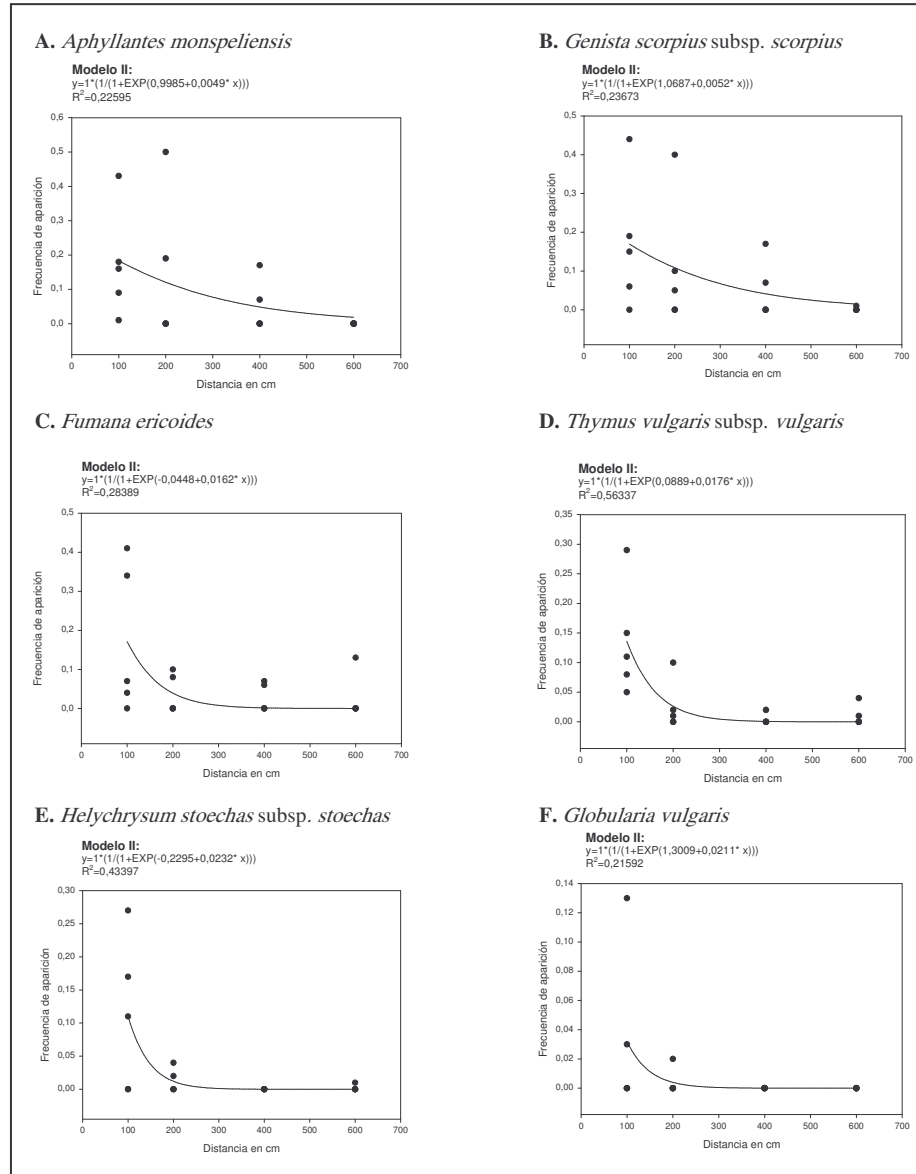 A. Aphyllantes monspeliensis
Modelo II:
y=1*(1/(1+EXP(0,9985+0,0049* x)))
R²=0,22595
0,6
0,5
0,4
0,3
0,2
0,1
0,0
Frecuencia de aparición
0 100 200 300 400 500 600 700
Distancia en cm
B. Genista scorpius subsp. scorpius
Modelo II:
y=1*(1/(1+EXP(1,0687+0,0052* x)))
R²=0,23673
0,5
0,4
0,3
0,2
0,1
0,0
Frecuencia de aparición
0 100 200 300 400 500 600 700
Distancia en cm
C. Fumana ericoides
Modelo II:
y=1*(1/(1+EXP(-0,0448+0,0162* x)))
R²=0,28389
0,5
0,4
0,3
0,2
0,1
0,0
Frecuencia de aparición
0 100 200 300 400 500 600 700
Distancia en cm
D. Thymus vulgaris subsp. vulgaris
Modelo II:
y=1*(1/(1+EXP(0,0889+0,0176* x)))
R²=0,56337
0,35
0,30
0,25
0,20
0,15
0,10
0,05
0,00
Frecuencia de aparición
0 100 200 300 400 500 600 700
Distancia en cm
E. Helychrysum stoechas subsp. stoechas
Modelo II:
y=1*(1/(1+EXP(-0,2295+0,0232* x)))
R²=0,43397
0,30
0,25
0,20
0,15
0,10
0,05
0,00
Frecuencia de aparición
0 100 200 300 400 500 600 700
Distancia en cm
F. Globularia vulgaris
Modelo II:
y=1*(1/(1+EXP(1,3009+0,0211* x)))
R²=0,21592
0,14
0,12
0,10
0,08
0,06
0,04
0,02
0,00
Frecuencia de aparición
0 100 200 300 400 500 600 700
Distancia en cm